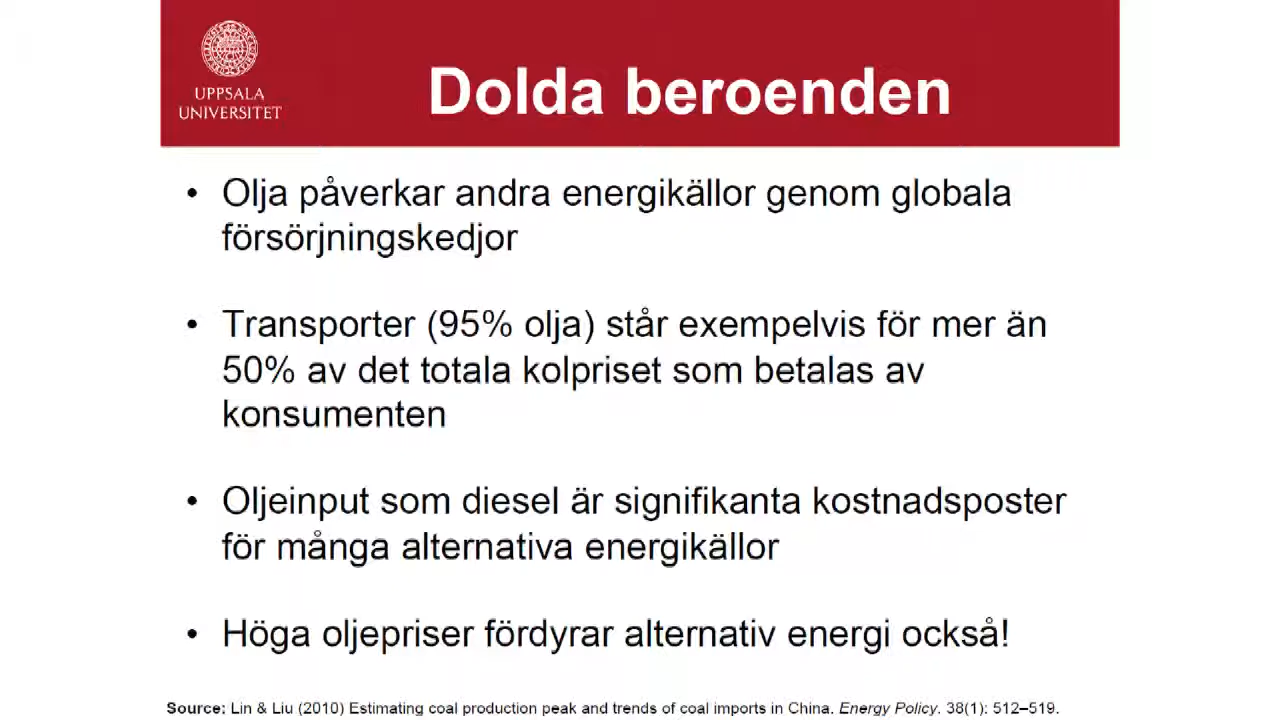 UPPSALA
UNIVERSITET
Dolda beroenden
• Olja påverkar andra energikällor genom globala
försörjningskedjor
• Transporter (95% olja) står exempelvis för mer än
50% av det totala kolpriset som betalas av
konsumenten
• Oljeinput som diesel är signifikanta kostnadsposter
för många alternativa energikällor
• Höga oljepriser fördyrar alternativ energi också!
Source: Lin & Liu (2010) Estimating coal production peak and trends of coal imports in China. Energy Policy. 38(1): 512–519.